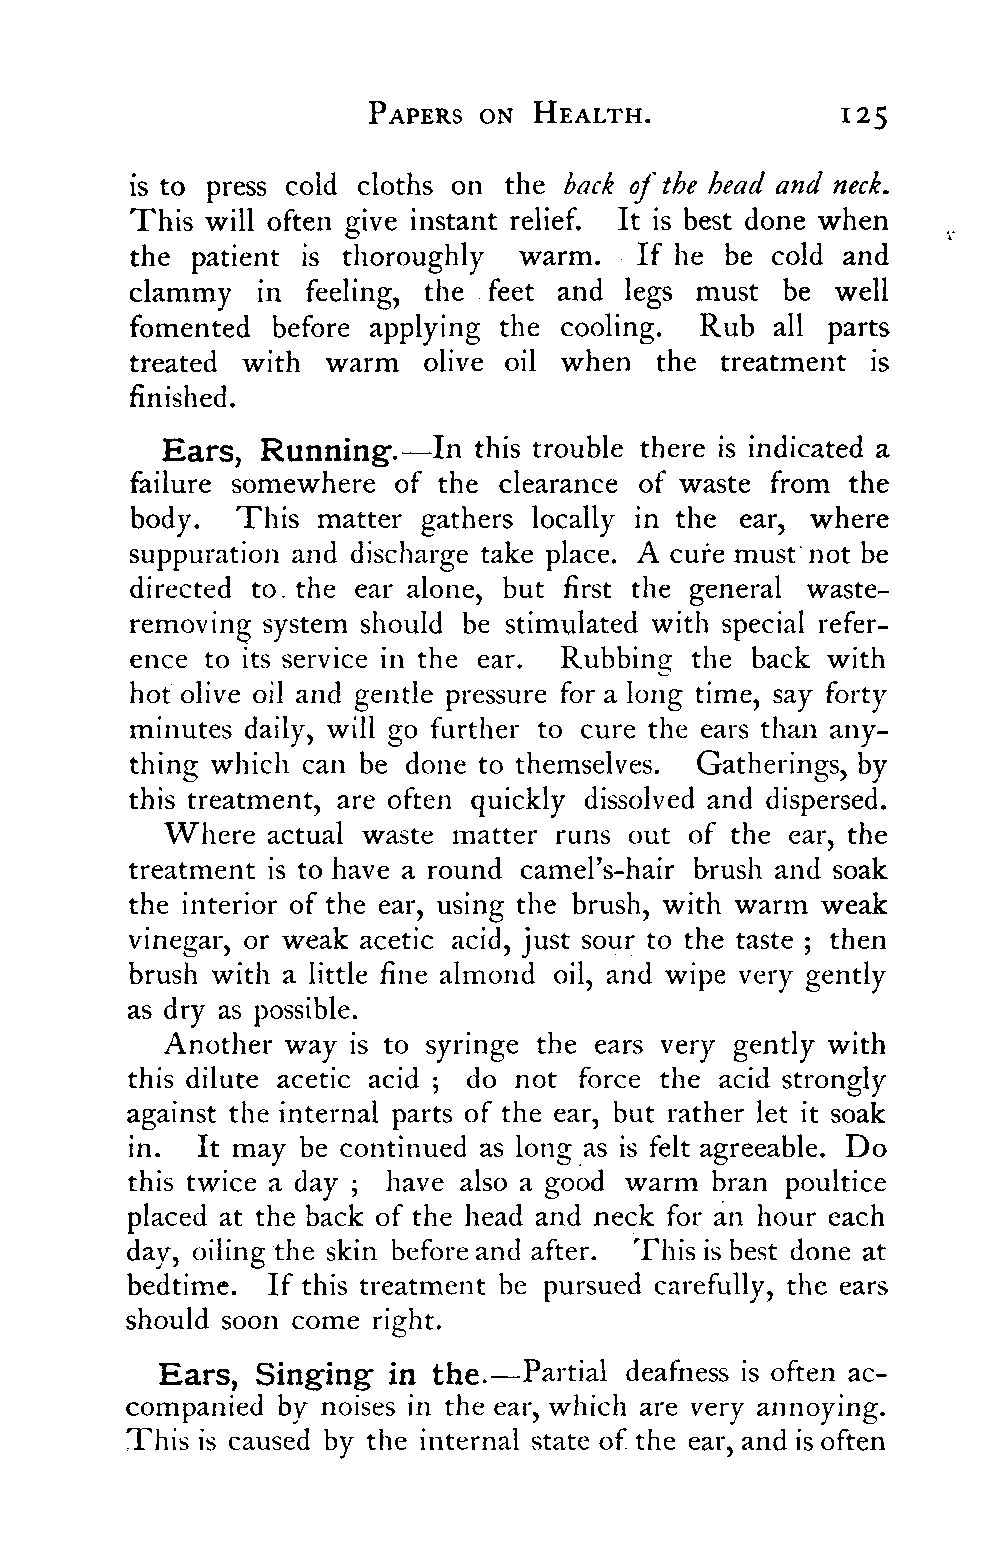 PAPERS ON HEALTH. 125
is to press cold cloths on the back of the head and neck.
This will often give instant relief. It is best done when
the patient is thoroughly warm. If he be cold and
clammy in feeling, the feet and legs must be well
fomented before applying the cooling. Rub all parts
treated with warm olive oil when the treatment is
finished.
Ears, Running.—In this trouble there is indicated a
failure somewhere of the clearance of waste from the
body. This matter gathers locally in the ear, where
suppuration and discharge take place. A cure must not be
directed to the ear alone, but first the general waste-
removing system should be stimulated with special refer-
ence to its service in the ear. Rubbing the back with
hot olive oil and gentle pressure for a long time, say forty
minutes daily, will go further to cure the ears than any-
thing which can be done to themselves. Gatherings, by
this treatment, are often quickly dissolved and dispersed.
Where actual waste matter runs out of the ear, the
treatment is to have a round camel's-hair brush and soak
the interior of the ear, using the brush, with warm weak
vinegar, or weak acetic acid, just sour to the taste ; then
brush with a little fine almond oil, and wipe very gently
as dry as possible.
Another way is to syringe the ears very gently with
this dilute acetic acid ; do not force the acid strongly
against the internal parts of the ear, but rather let it soak
in. It may be continued as long as is felt agreeable. Do
this twice a day ; have also a good warm bran poultice
placed at the back of the head and neck for an hour each
day, oiling the skin before and after. This is best done at
bedtime. If this treatment be pursued carefully, the ears
should soon come right.
Ears, Singing in the.—Partial deafness is often ac-
companied by noises in the ear, which are very annoying.
This is caused by the internal state of the ear, and is often